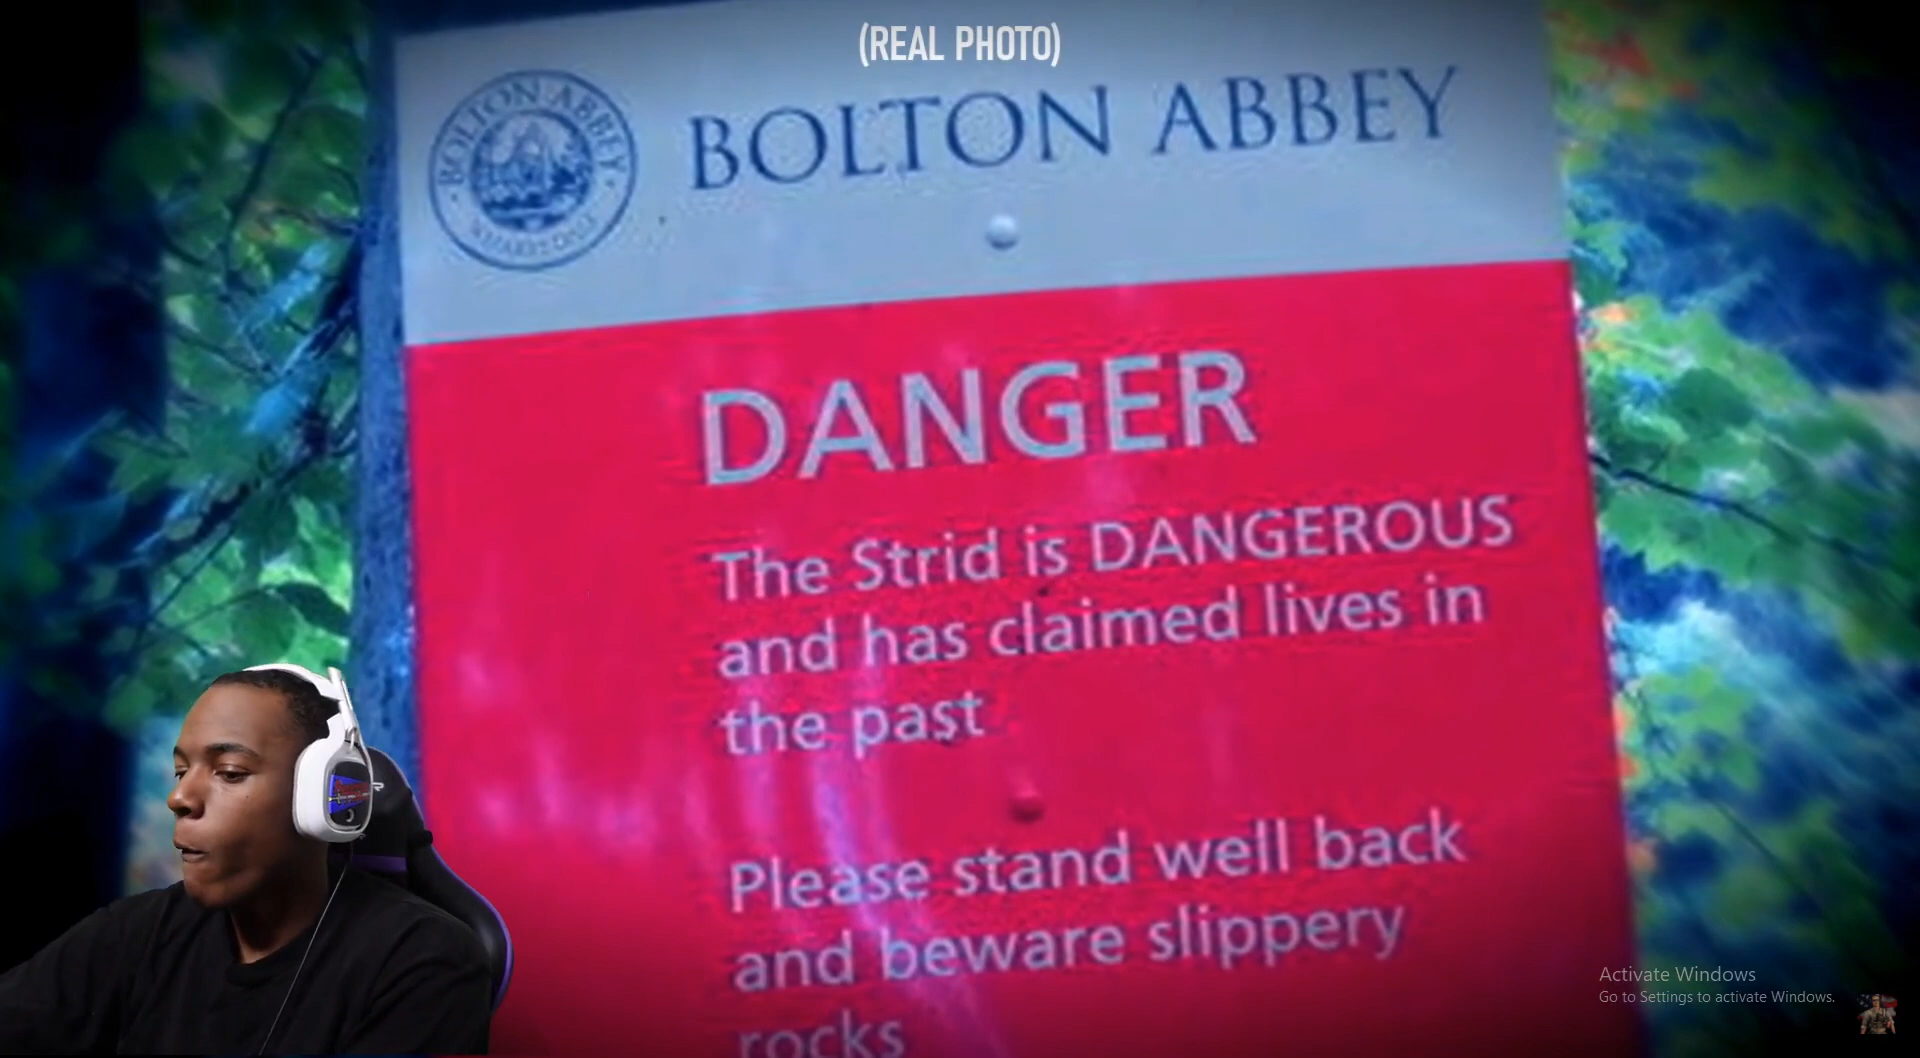 (REAL PHOTO)
BOLTON ABBEY
BOLTON ABBEY
DANGER
The Strid is DANGEROUS
and has claimed lives in
the past
Please stand well back
and beware slippery
rocks
Activate Windows
Go to Settings to activate Windows.